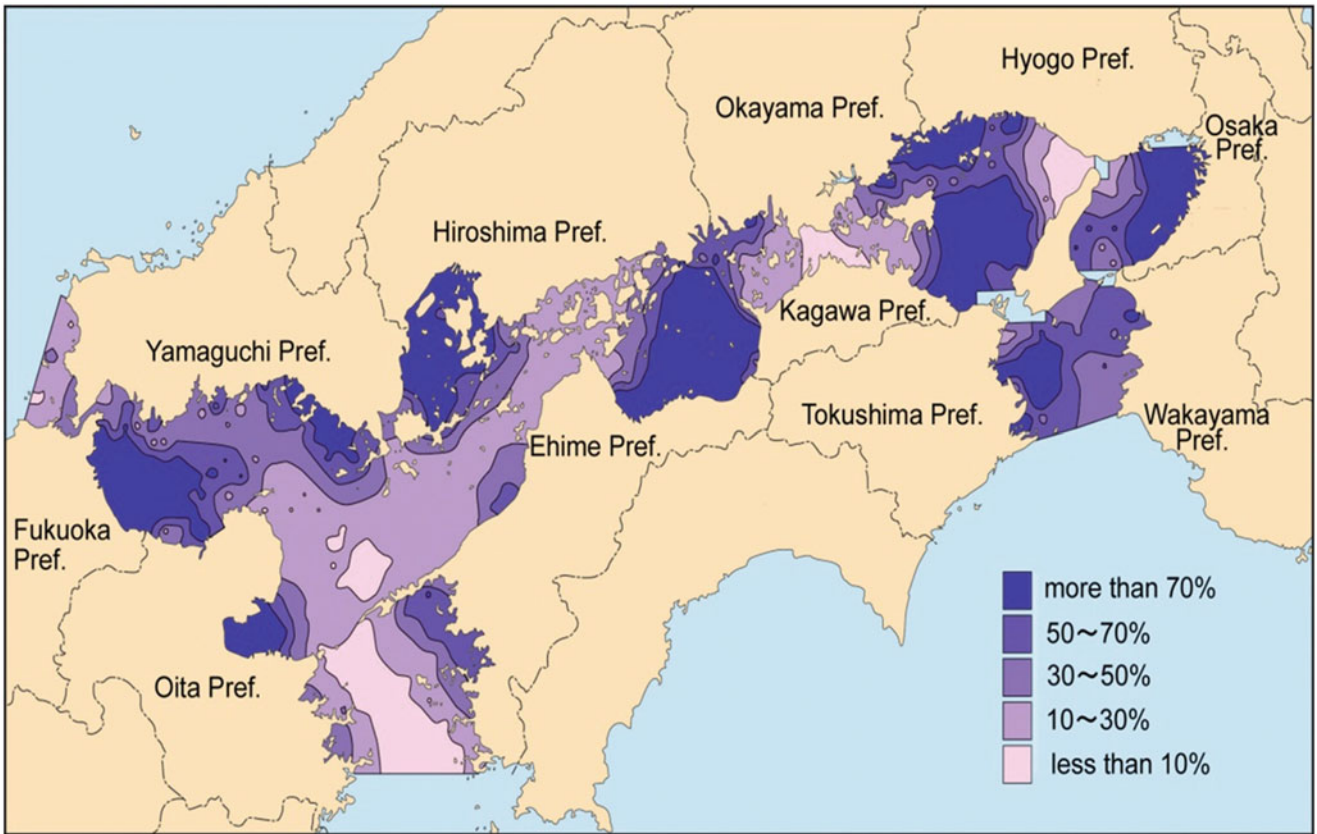 Hyogo Pref.
Okayama Pref.
Osaka
Pref.
Hiroshima Pref.
Kagawa Pref.
Yamaguchi Pref.
Tokushima Pref.
Wakayama
Pref.
Ehime Pref.
Fukuoka
Pref.
Oita Pref.
more than 70%
50～70%
30～50%
10～30%
less than 10%